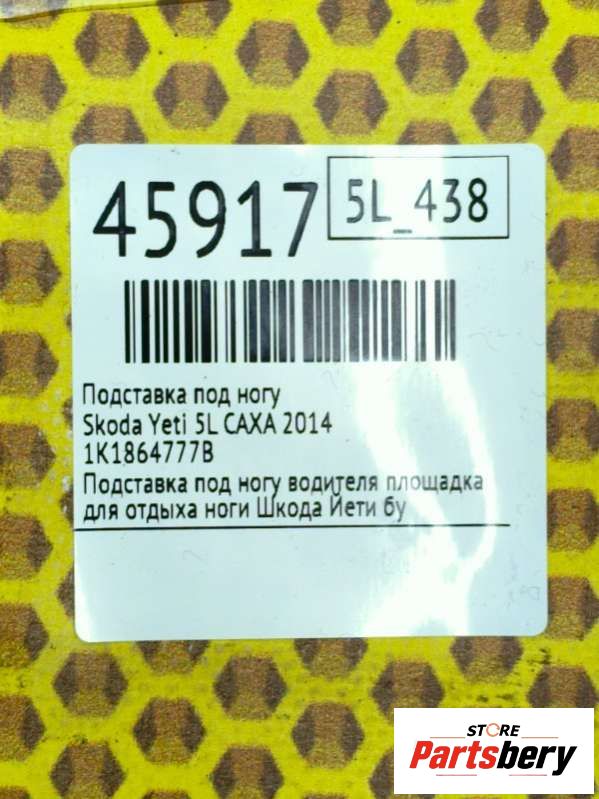 45917
5L_438
Подставка под ногу
Skoda Yeti 5L CAXA 2014
1K1864777B
Подставка под ногу водителя площадка
для отдыха ноги Шкода Йети бу
STORE
Partsbery